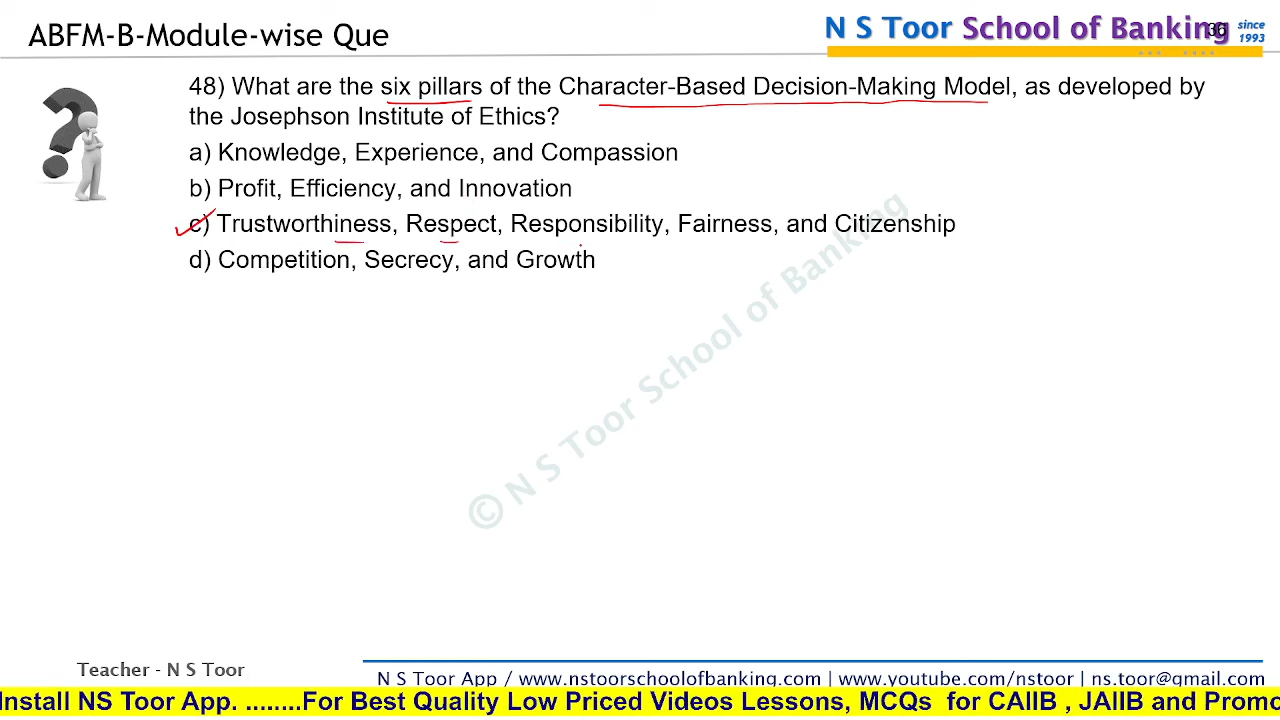 ABFM-B-Module-wise Que
N S Toor School of Banking
36
since
1993
48) What are the six pillars of the Character-Based Decision-Making Model, as developed by
the Josephson Institute of Ethics?
a) Knowledge, Experience, and Compassion
b) Profit, Efficiency, and Innovation
c) Trustworthiness, Respect, Responsibility, Fairness, and Citizenship
d) Competition, Secrecy, and Growth
© N S Toor School of Banking
Teacher - N S Toor
N S Toor App / www.nstoorschoolofbanking.com | www.youtube.com/nstoor | ns.toor@gmail.com
Install NS Toor App. ........For Best Quality Low Priced Videos Lessons, MCQs for CAIIB , JAIIB and Promo